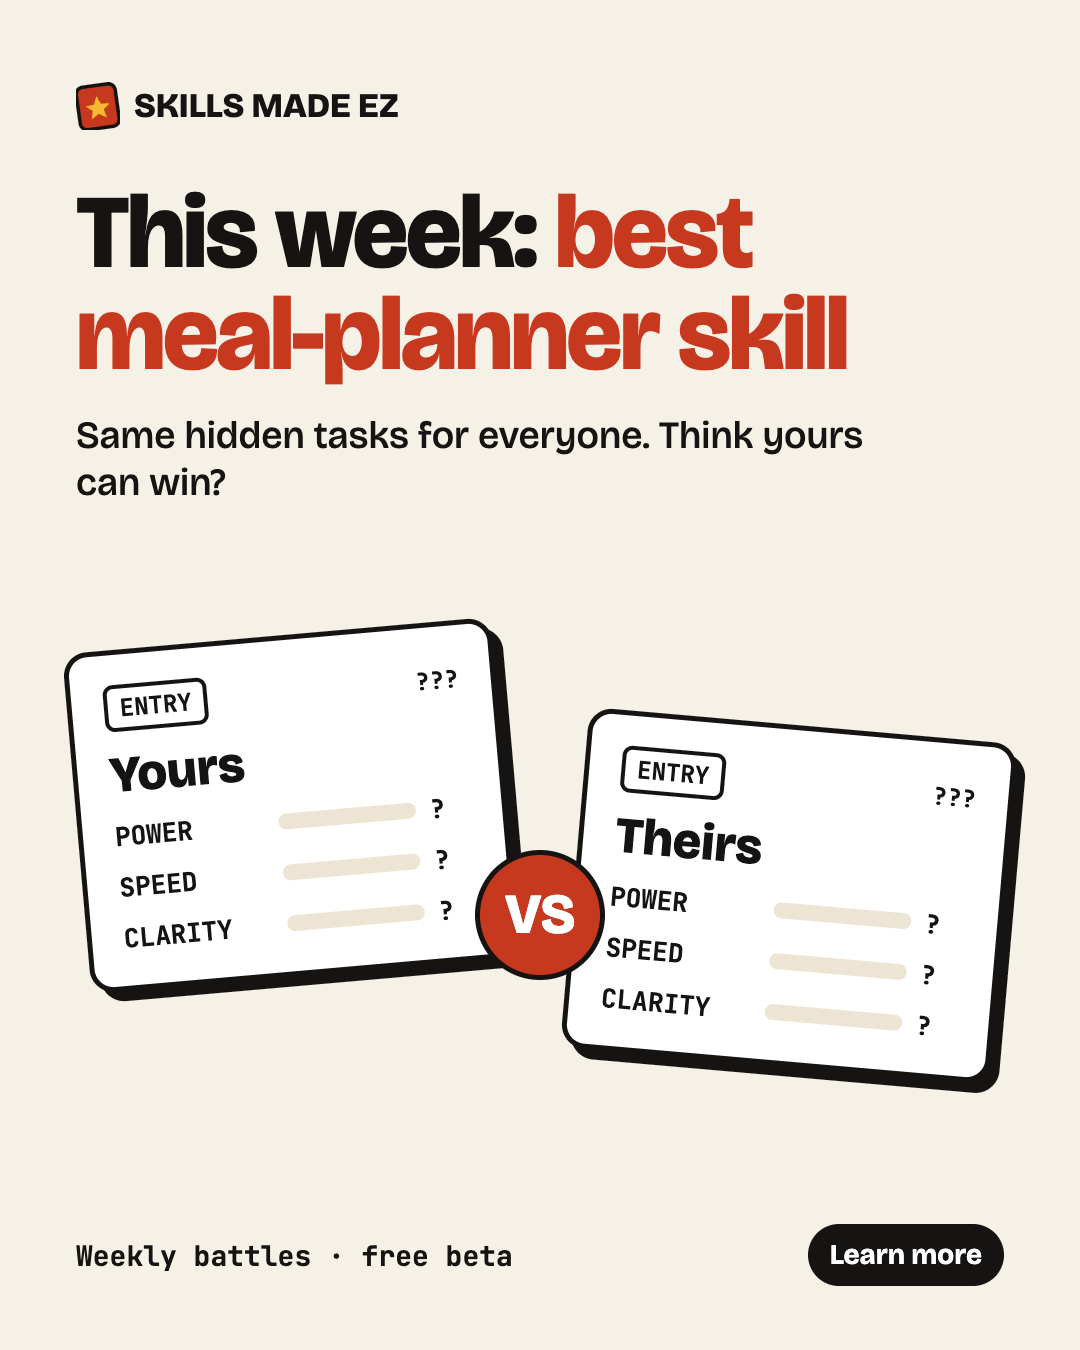 SKILLS MADE EZ
This week: best
meal-planner skill
Same hidden tasks for everyone. Think yours
can win?
ENTRY
???
Yours
POWER ?
SPEED ?
CLARITY ?
VS
ENTRY
???
Theirs
POWER ?
SPEED ?
CLARITY ?
Weekly battles · free beta
Learn more